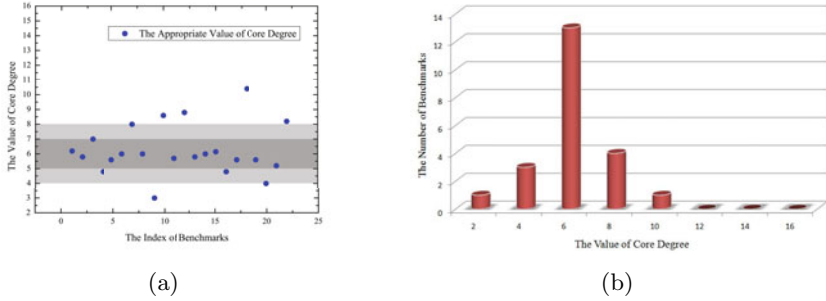 16
15
14
13
12
11
10
9
8
7
6
5
4
3
2
The Value of Core Degree
The Appropriate Value of Core Degree
0 5 10 15 20 25
The Index of Benchmarks
(a)
14
12
10
8
6
4
2
0
The Number of Benchmarks
2 4 6 8 10 12 14 16
The Value of Core Degree
(b)